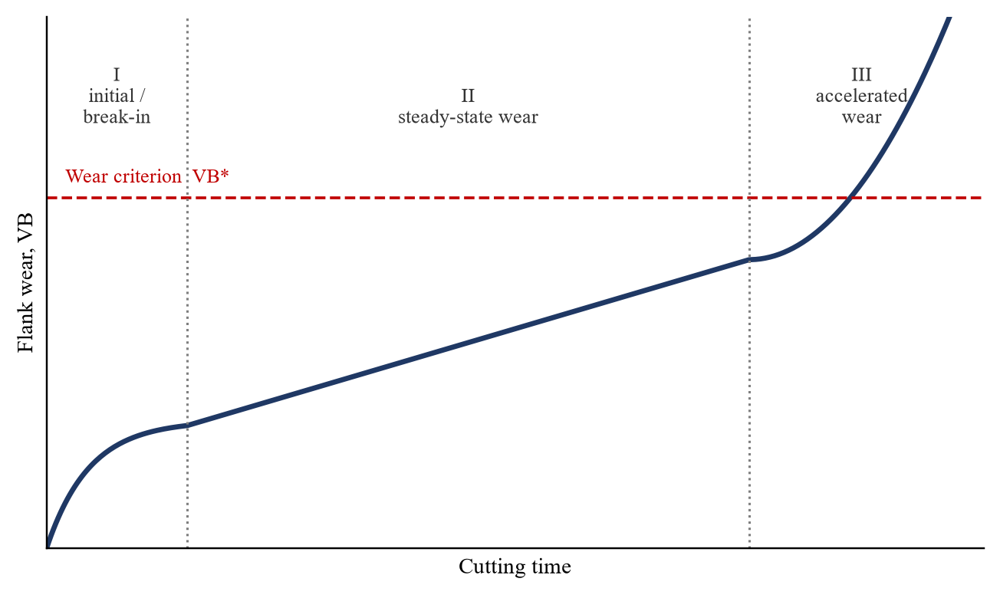 I
initial /
break-in
II
steady-state wear
III
accelerated
wear
Wear criterion VB*
Flank wear, VB
Cutting time